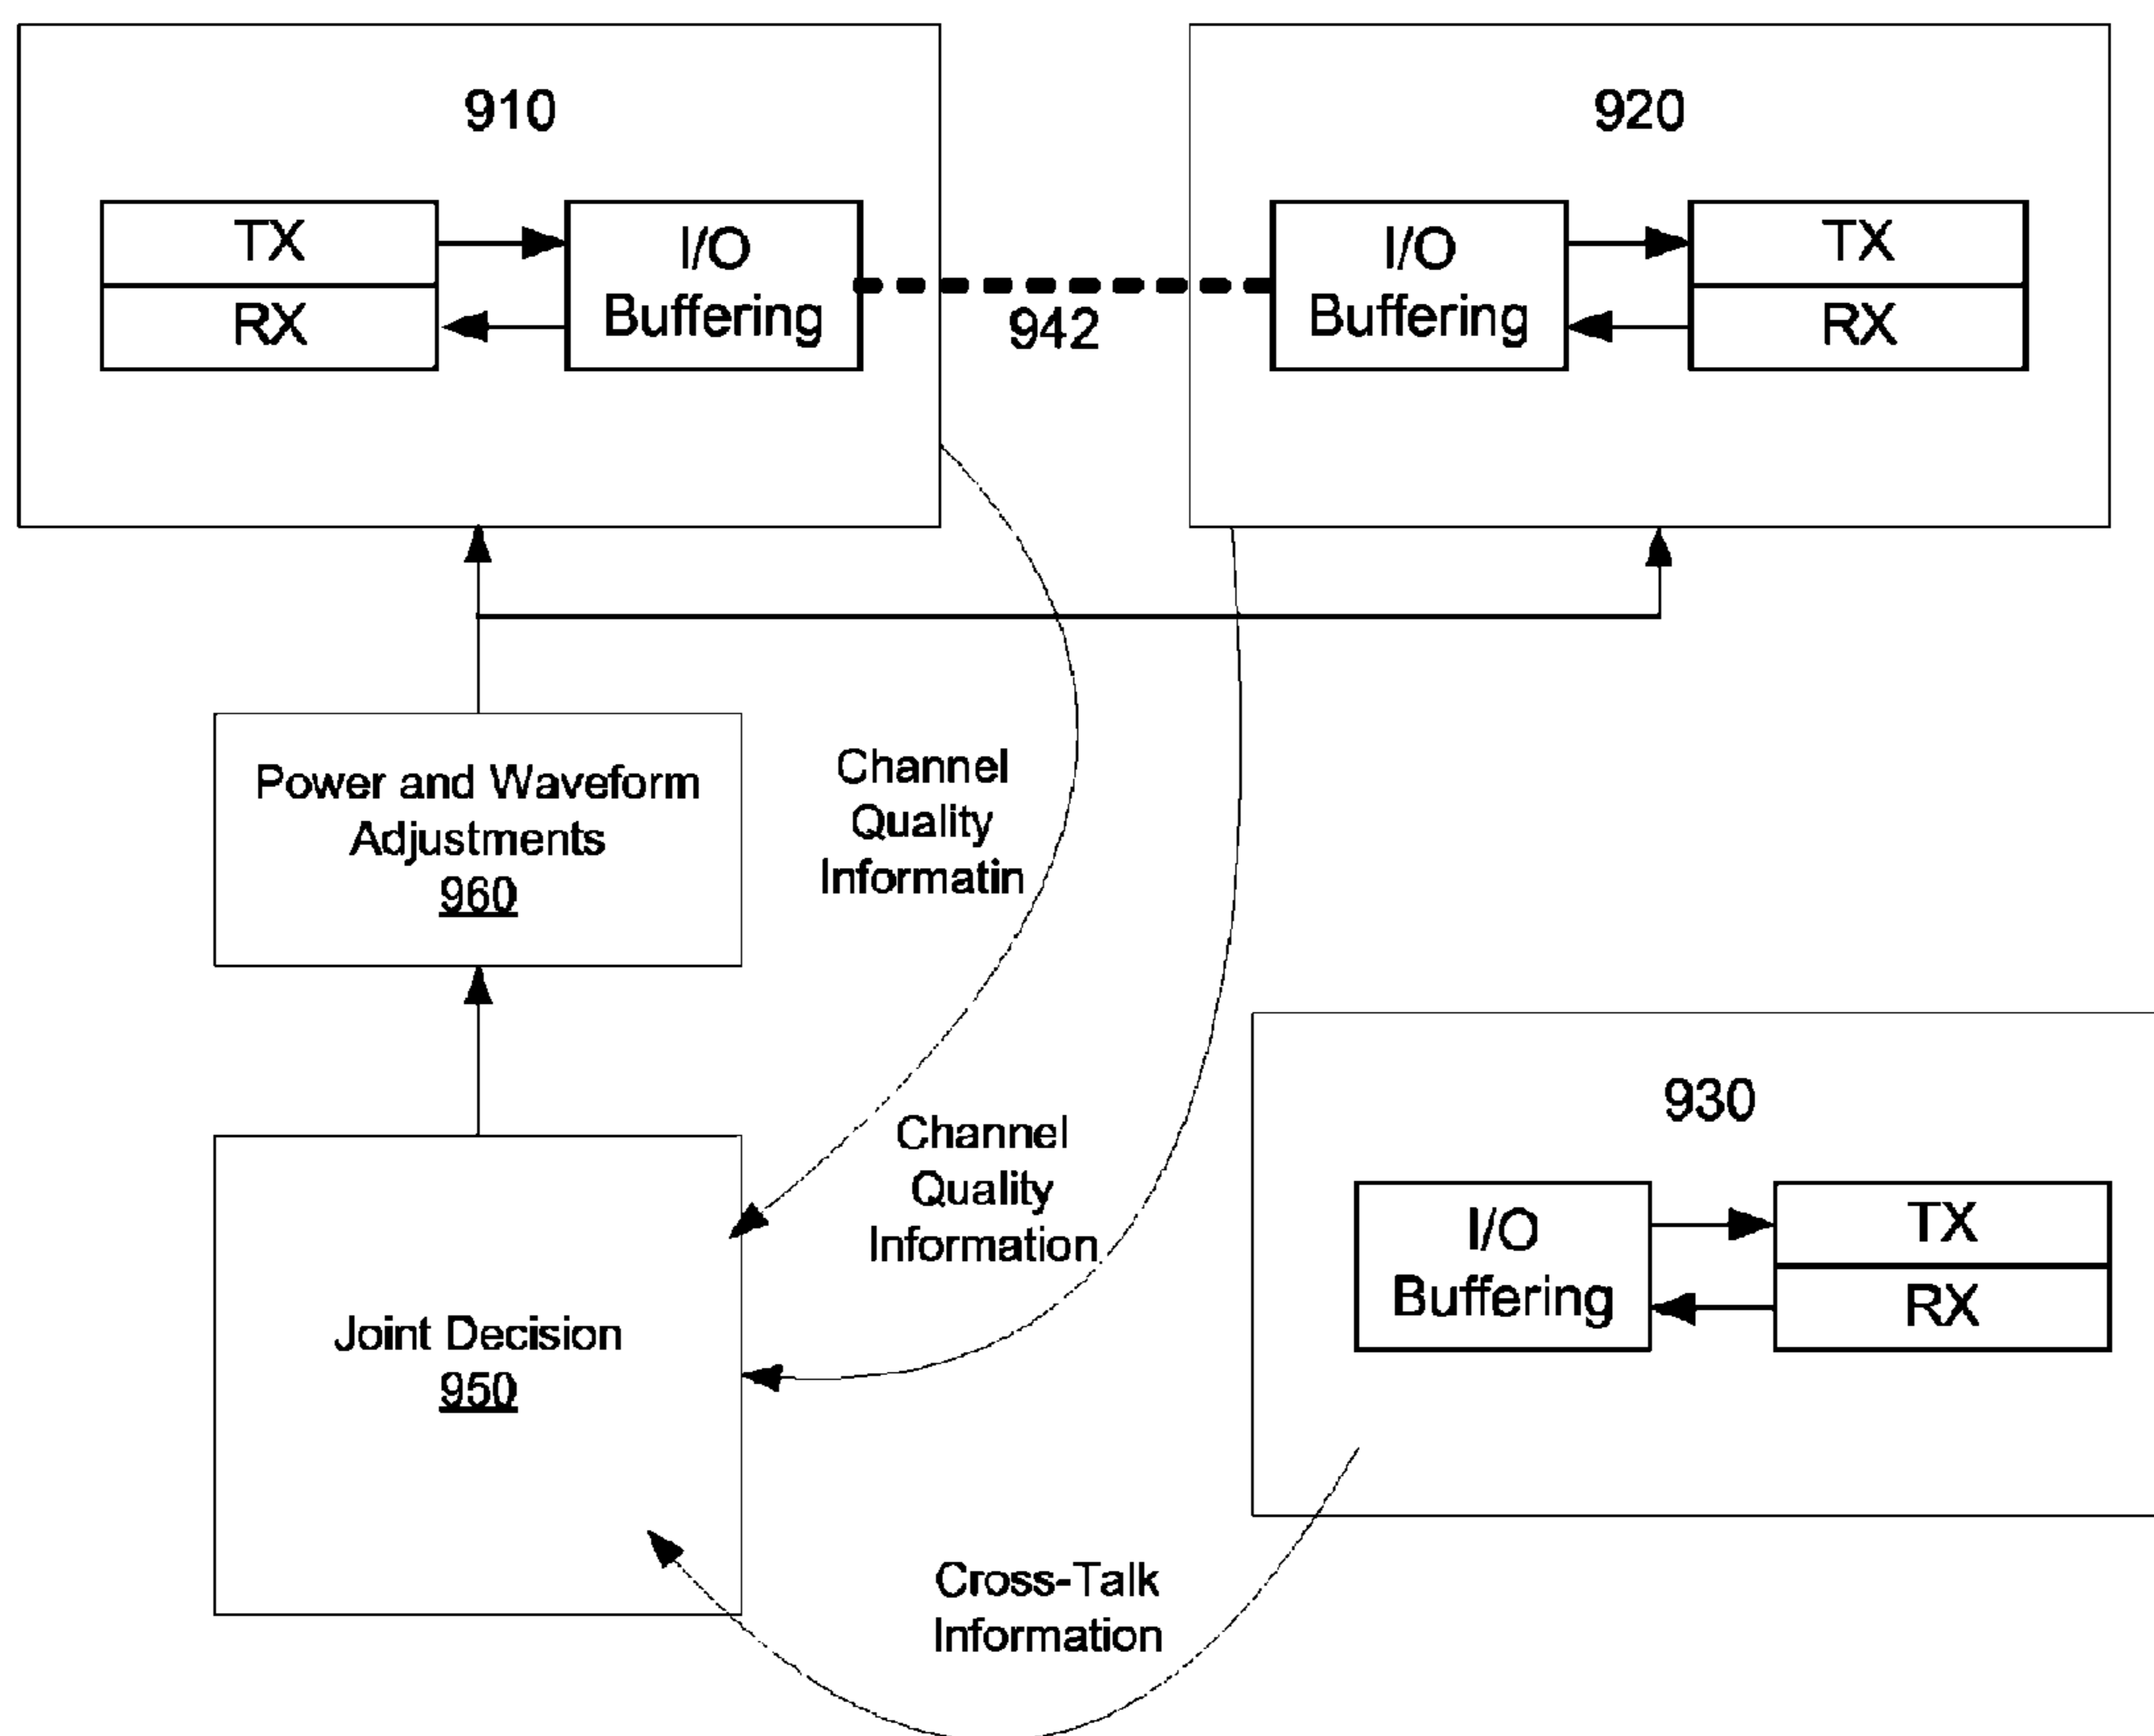 910
TX
RX
I/O
Buffering
942
920
I/O
Buffering
TX
RX
Power and Waveform
Adjustments
960
Channel
Quality
Informatin
Channel
Quality
Information
930
I/O
Buffering
TX
RX
Joint Decision
950
Cross-Talk
Information